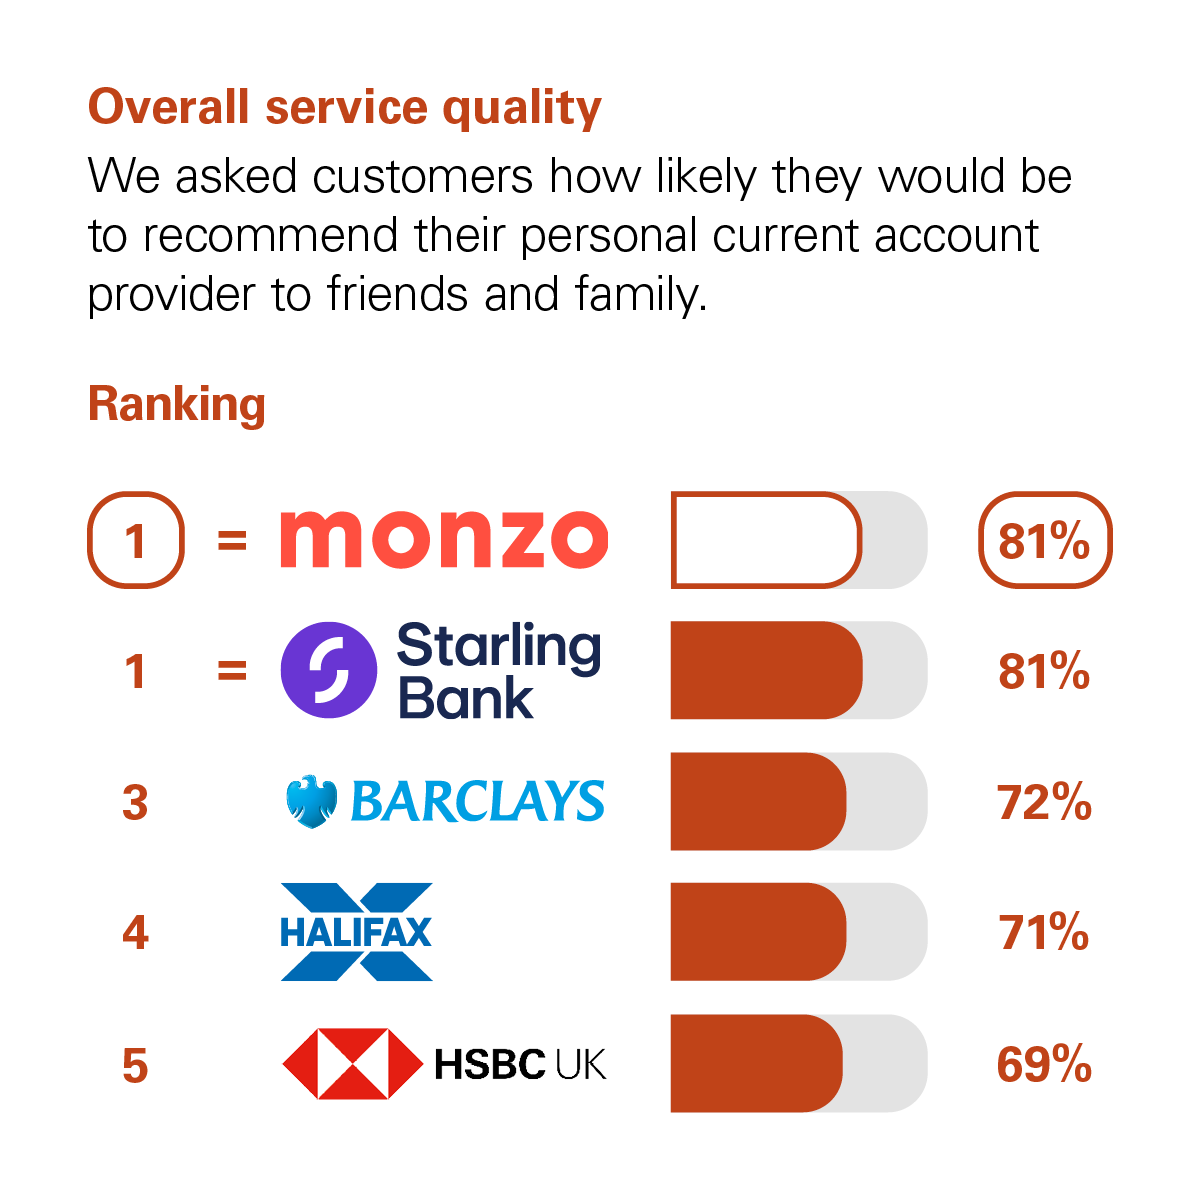 Overall service quality
We asked customers how likely they would be
to recommend their personal current account
provider to friends and family.
Ranking
1 = monzo 81%
1 = Starling Bank 81%
3 BARCLAYS 72%
4 HALIFAX 71%
5 HSBC UK 69%